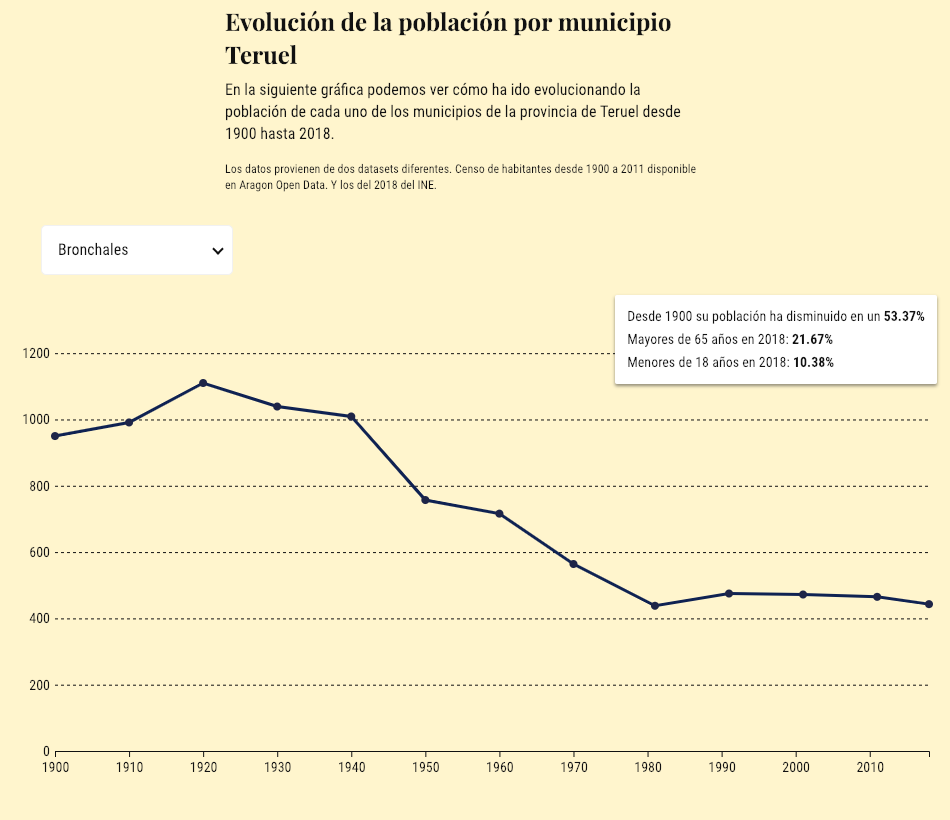 Evolución de la población por municipio
Teruel
En la siguiente gráfica podemos ver cómo ha ido evolucionando la
población de cada uno de los municipios de la provincia de Teruel desde
1900 hasta 2018.
Los datos provienen de dos datasets diferentes. Censo de habitantes desde 1900 a 2011 disponible
en Aragon Open Data. Y los del 2018 del INE.
Bronchales
Desde 1900 su población ha disminuido en un 53.37%
Mayores de 65 años en 2018: 21.67%
Menores de 18 años en 2018: 10.38%
1200
1000
800
600
400
200
0
1900 1910 1920 1930 1940 1950 1960 1970 1980 1990 2000 2010